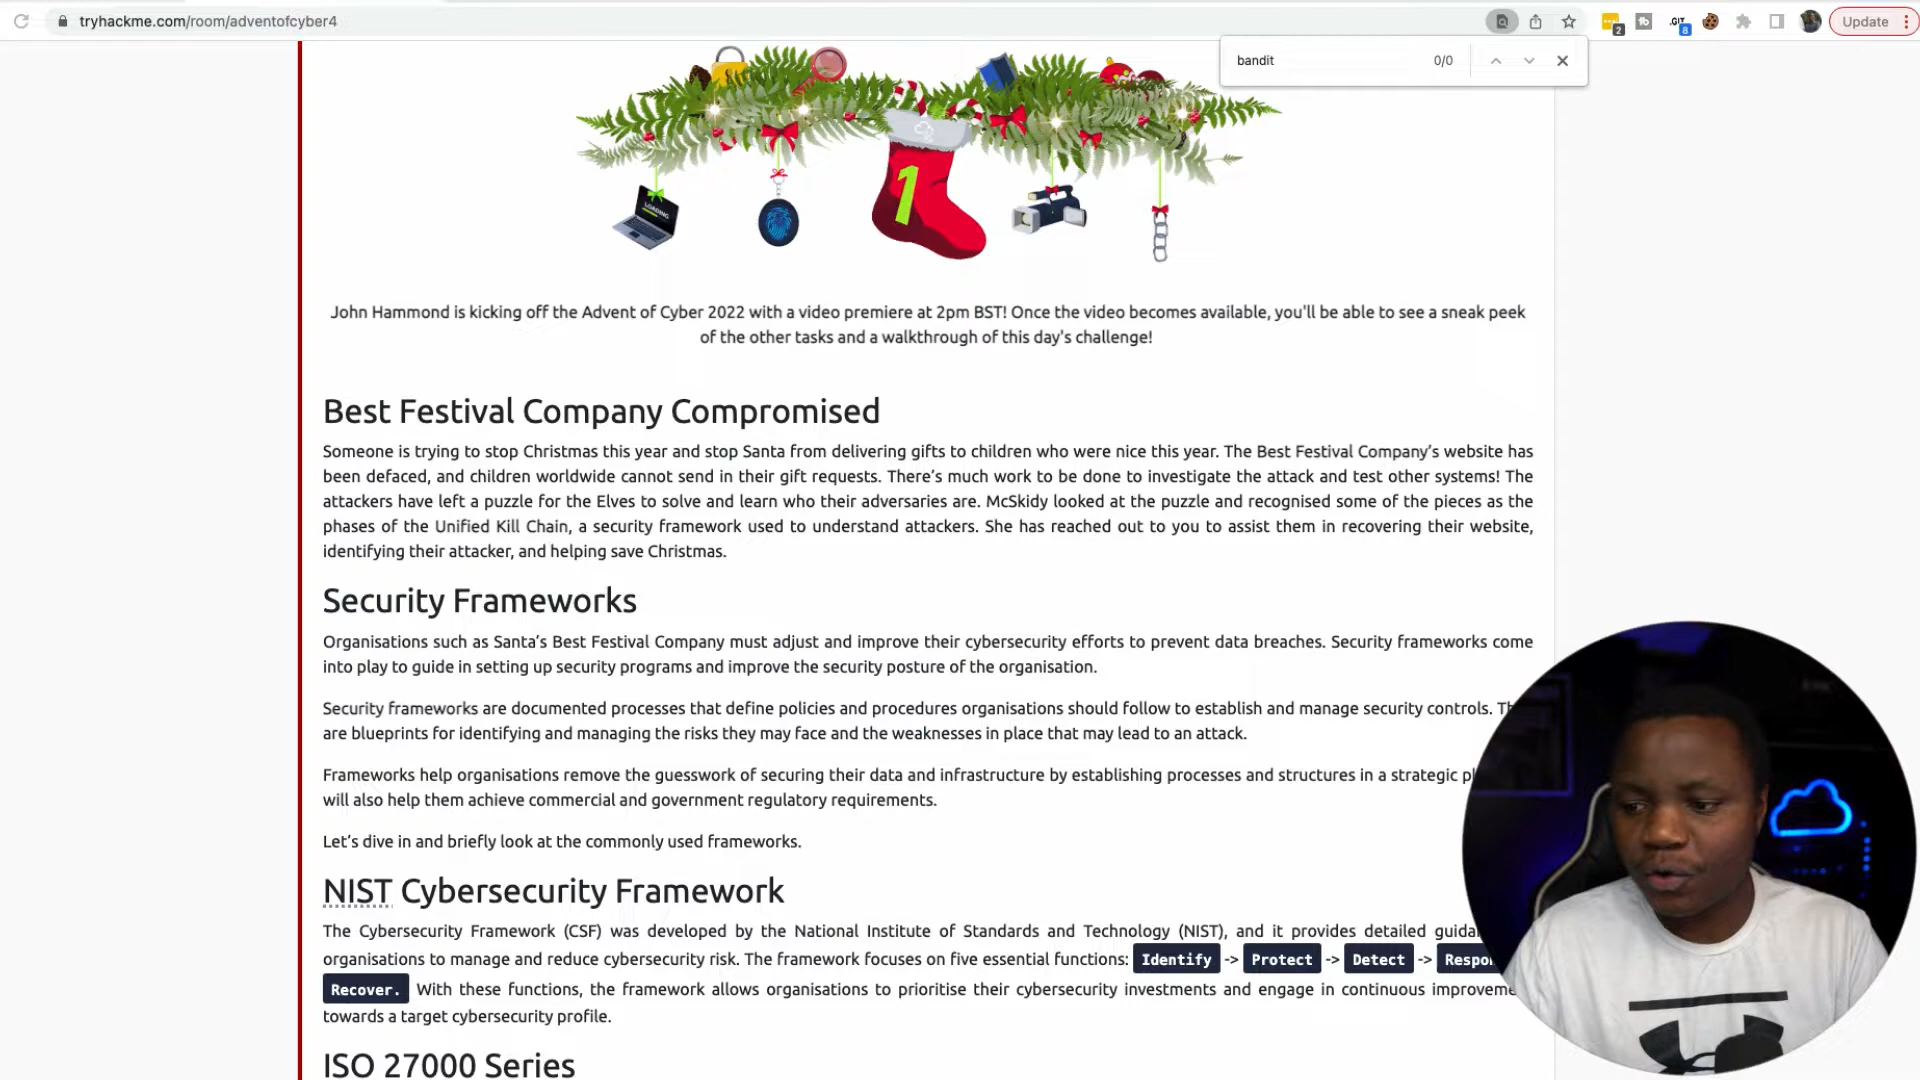 tryhackme.com/room/adventofcyber4
Update
2
8
.GIT
bandit
0/0
LOADING
1
John Hammond is kicking off the Advent of Cyber 2022 with a video premiere at 2pm BST! Once the video becomes available, you'll be able to see a sneak peek
of the other tasks and a walkthrough of this day's challenge!
Best Festival Company Compromised
Someone is trying to stop Christmas this year and stop Santa from delivering gifts to children who were nice this year. The Best Festival Company’s website has
been defaced, and children worldwide cannot send in their gift requests. There’s much work to be done to investigate the attack and test other systems! The
attackers have left a puzzle for the Elves to solve and learn who their adversaries are. McSkidy looked at the puzzle and recognised some of the pieces as the
phases of the Unified Kill Chain, a security framework used to understand attackers. She has reached out to you to assist them in recovering their website,
identifying their attacker, and helping save Christmas.
Security Frameworks
Organisations such as Santa’s Best Festival Company must adjust and improve their cybersecurity efforts to prevent data breaches. Security frameworks come
into play to guide in setting up security programs and improve the security posture of the organisation.
Security frameworks are documented processes that define policies and procedures organisations should follow to establish and manage security controls.
are blueprints for identifying and managing the risks they may face and the weaknesses in place that may lead to an attack.
Frameworks help organisations remove the guesswork of securing their data and infrastructure by establishing processes and structures in a strategic
will also help them achieve commercial and government regulatory requirements.
Let’s dive in and briefly look at the commonly used frameworks.
NIST Cybersecurity Framework
The Cybersecurity Framework (CSF) was developed by the National Institute of Standards and Technology (NIST), and it provides detailed
organisations to manage and reduce cybersecurity risk. The framework focuses on five essential functions: Identify -> Protect -> Detect ->
Recover. With these functions, the framework allows organisations to prioritise their cybersecurity investments and engage in continuous
towards a target cybersecurity profile.
ISO 27000 Series